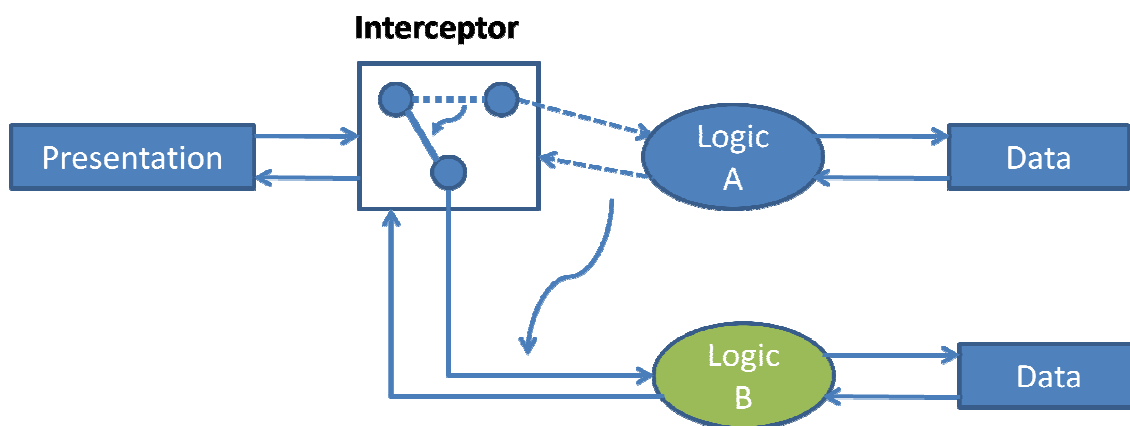 Interceptor
Presentation
Logic
A
Data
Logic
B
Data